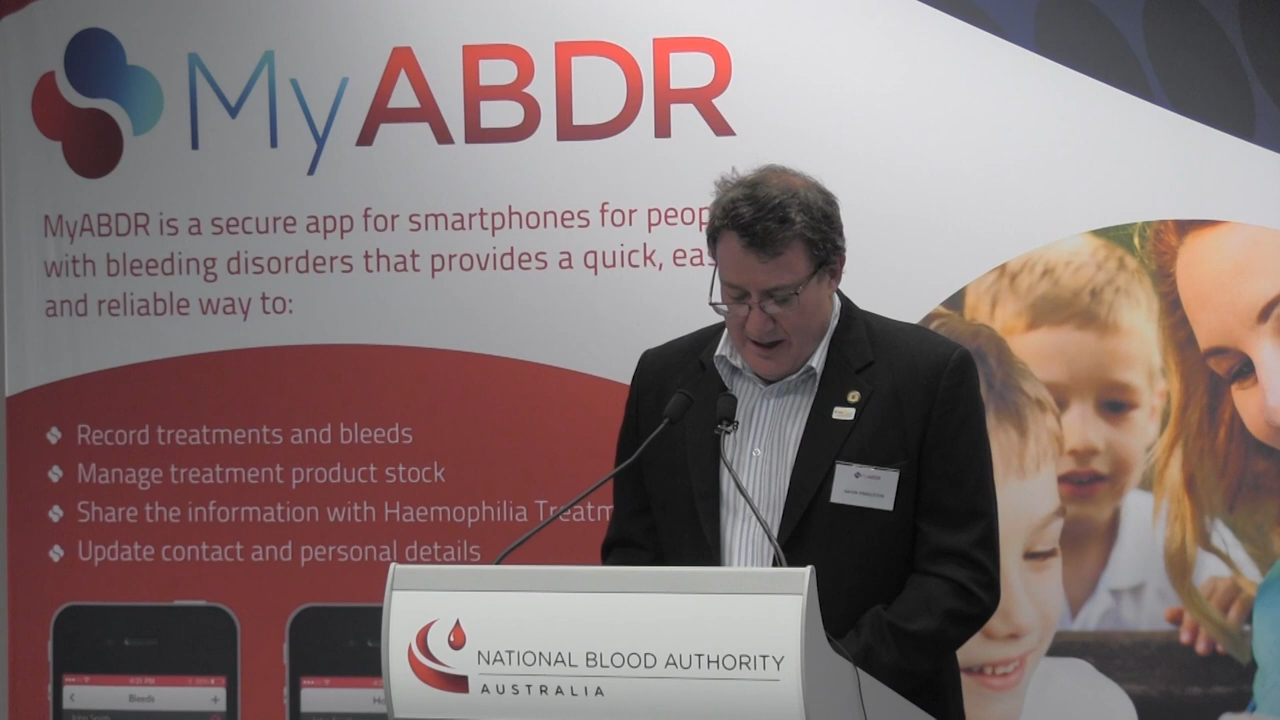 MyABDR
MyABDR is a secure app for smartphones for peop
with bleeding disorders that provides a quick, eas
and reliable way to:
Record treatments and bleeds
Manage treatment product stock
Share the information with Haemophilia Treatm
Update contact and personal details
Bleeds
NATIONAL BLOOD AUTHORITY
AUSTRALIA